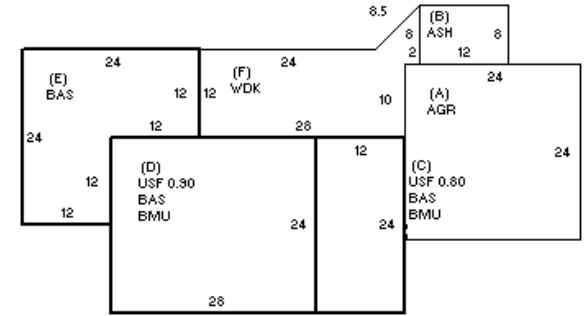 8.5
(B)
ASH
8
8
2
12
24
(E)
BAS
(F)
WDK
24
24
12
12
10
(A)
AGR
12
28
12
24
24
12
12
(D)
USF 0.90
BAS
BMU
(C)
USF 0.80
BAS
BMU
24
24
28